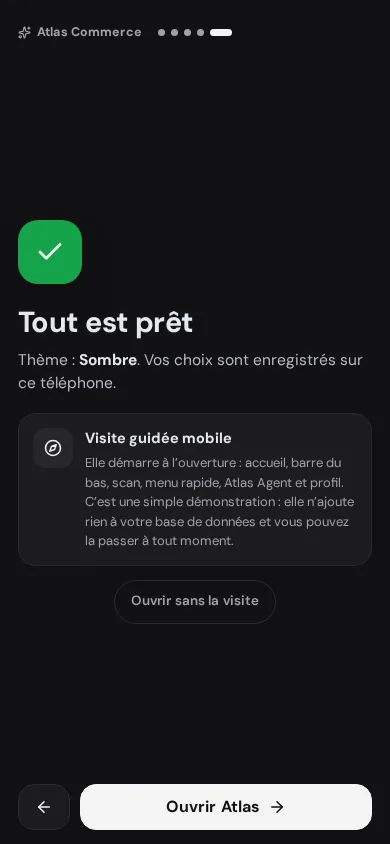 Atlas Commerce
Tout est prêt
Thème : Sombre. Vos choix sont enregistrés sur
ce téléphone.
Visite guidée mobile
Elle démarre à l’ouverture : accueil, barre du
bas, scan, menu rapide, Atlas Agent et profil.
C’est une simple démonstration : elle n’ajoute
rien à votre base de données et vous pouvez
la passer à tout moment.
Ouvrir sans la visite
Ouvrir Atlas